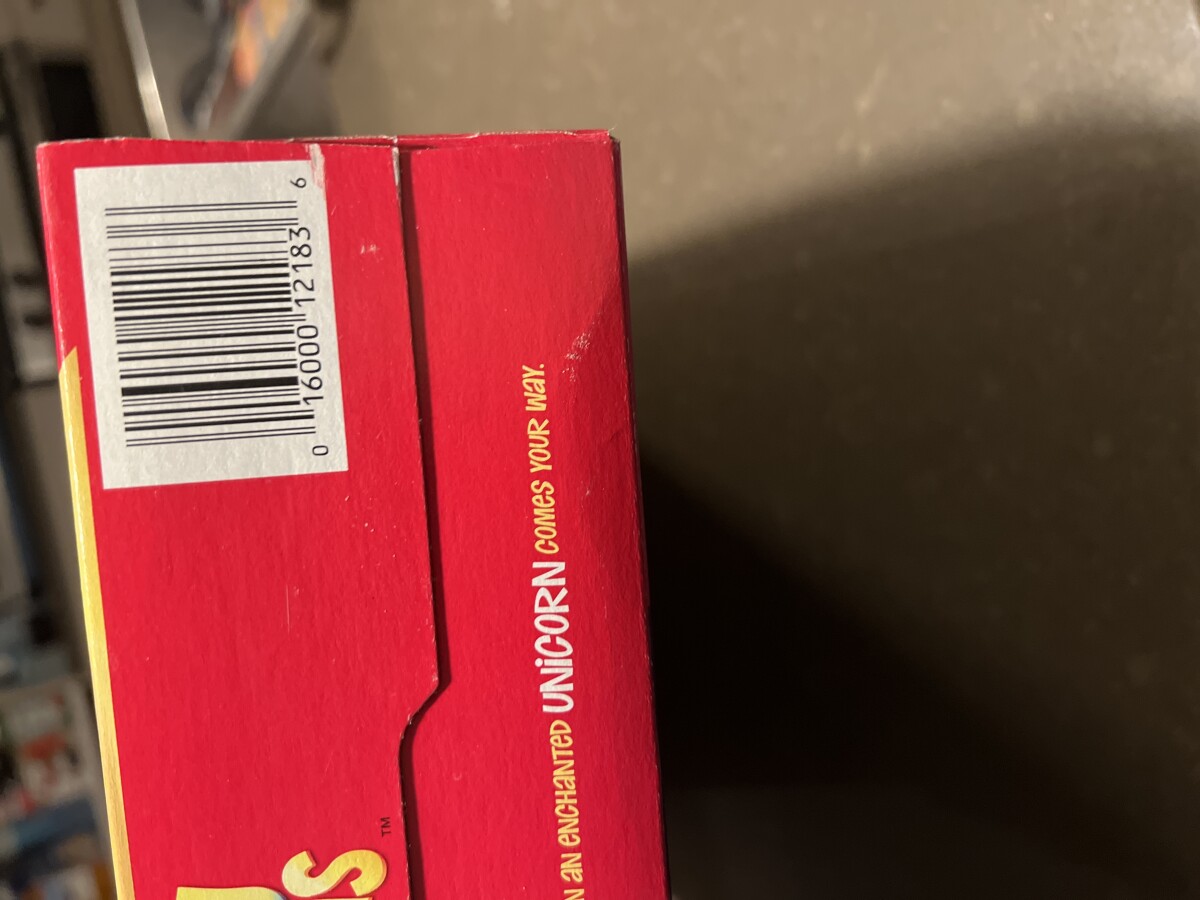 0 16000 12183 6
N AN ENCHANTED UNICORN COMES YOUR WAY.
TM